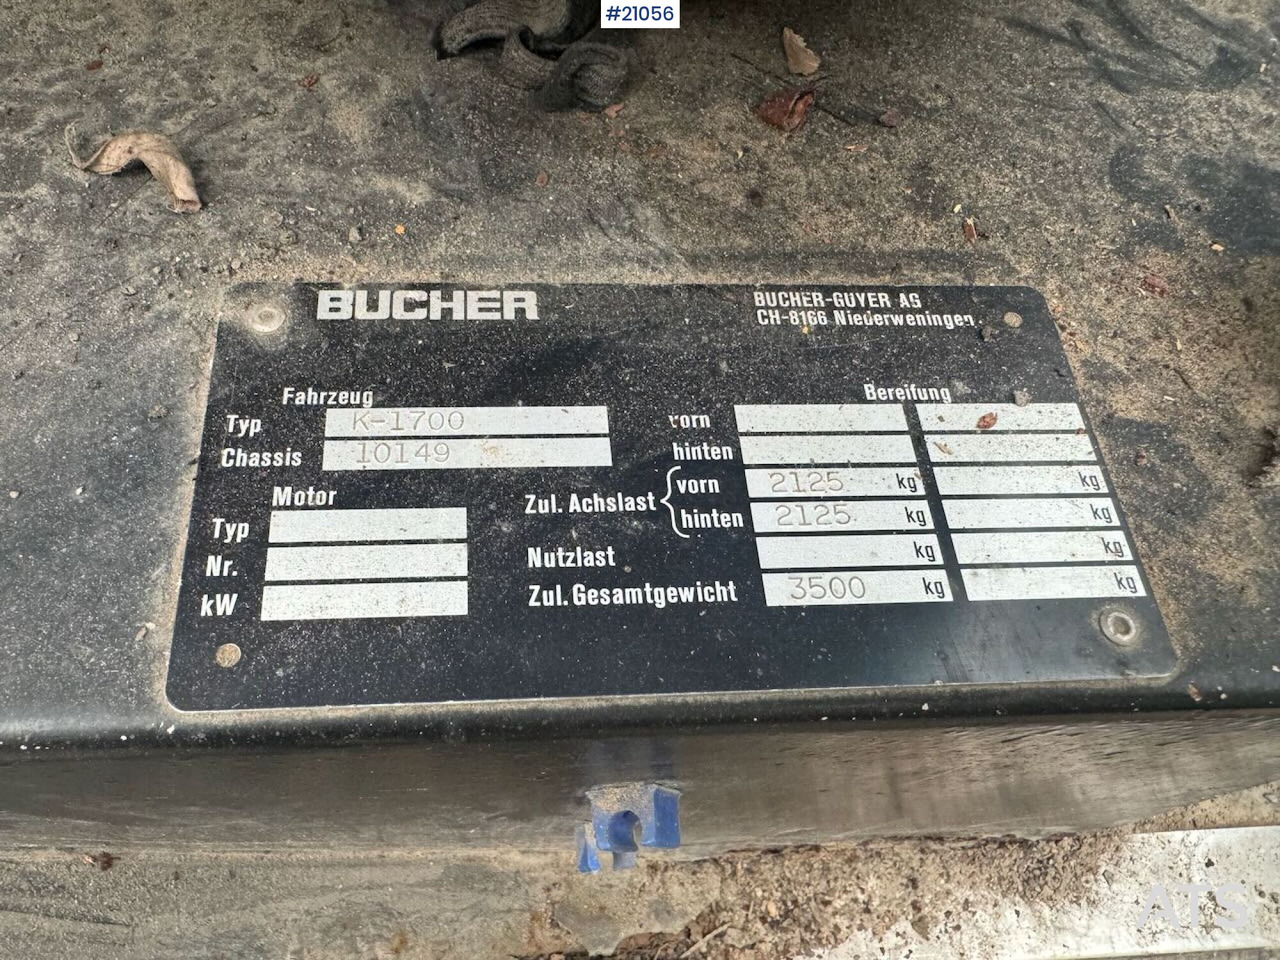 #21056
BUCHER
BUCHER-GUYER AG
CH-8166 Niederweningen
Fahrzeug
Typ K-1700
Chassis 10149
Motor
Typ
Nr.
kW
Bereifung
vorn
hinten
Zul. Achslast
vorn 2125 kg kg
hinten 2125 kg kg
Nutzlast kg kg
Zul. Gesamtgewicht 3500 kg kg
ATS